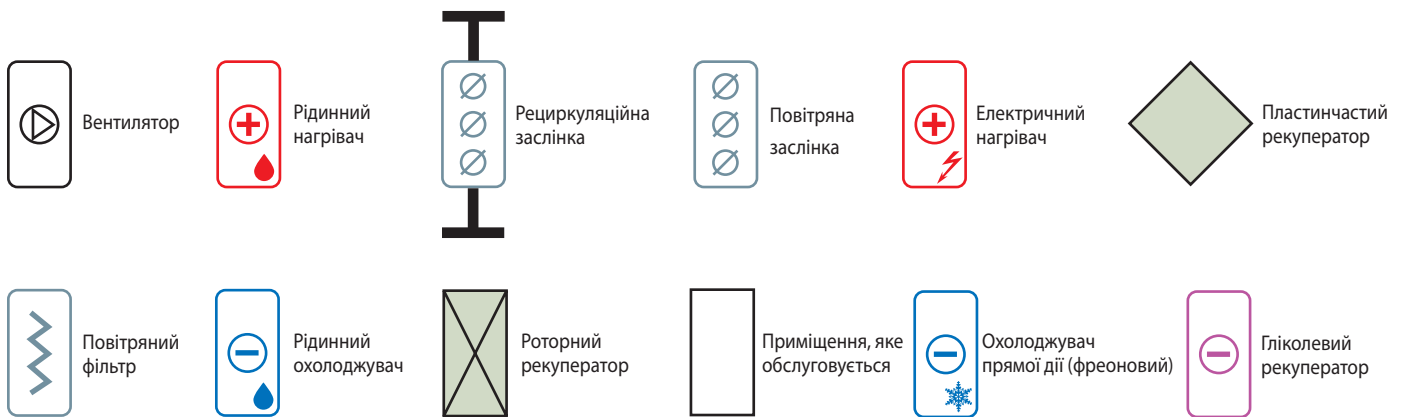 Вентилятор
Рідинний
нагрівач
Рециркуляційна
заслінка
Повітряна
заслінка
Електричний
нагрівач
Пластинчастий
рекуператор
Повітряний
фільтр
Рідинний
охолоджувач
Роторний
рекуператор
Приміщення, яке
обслуговується
Охолоджувач
прямої дії (фреоновий)
Гліколевий
рекуператор